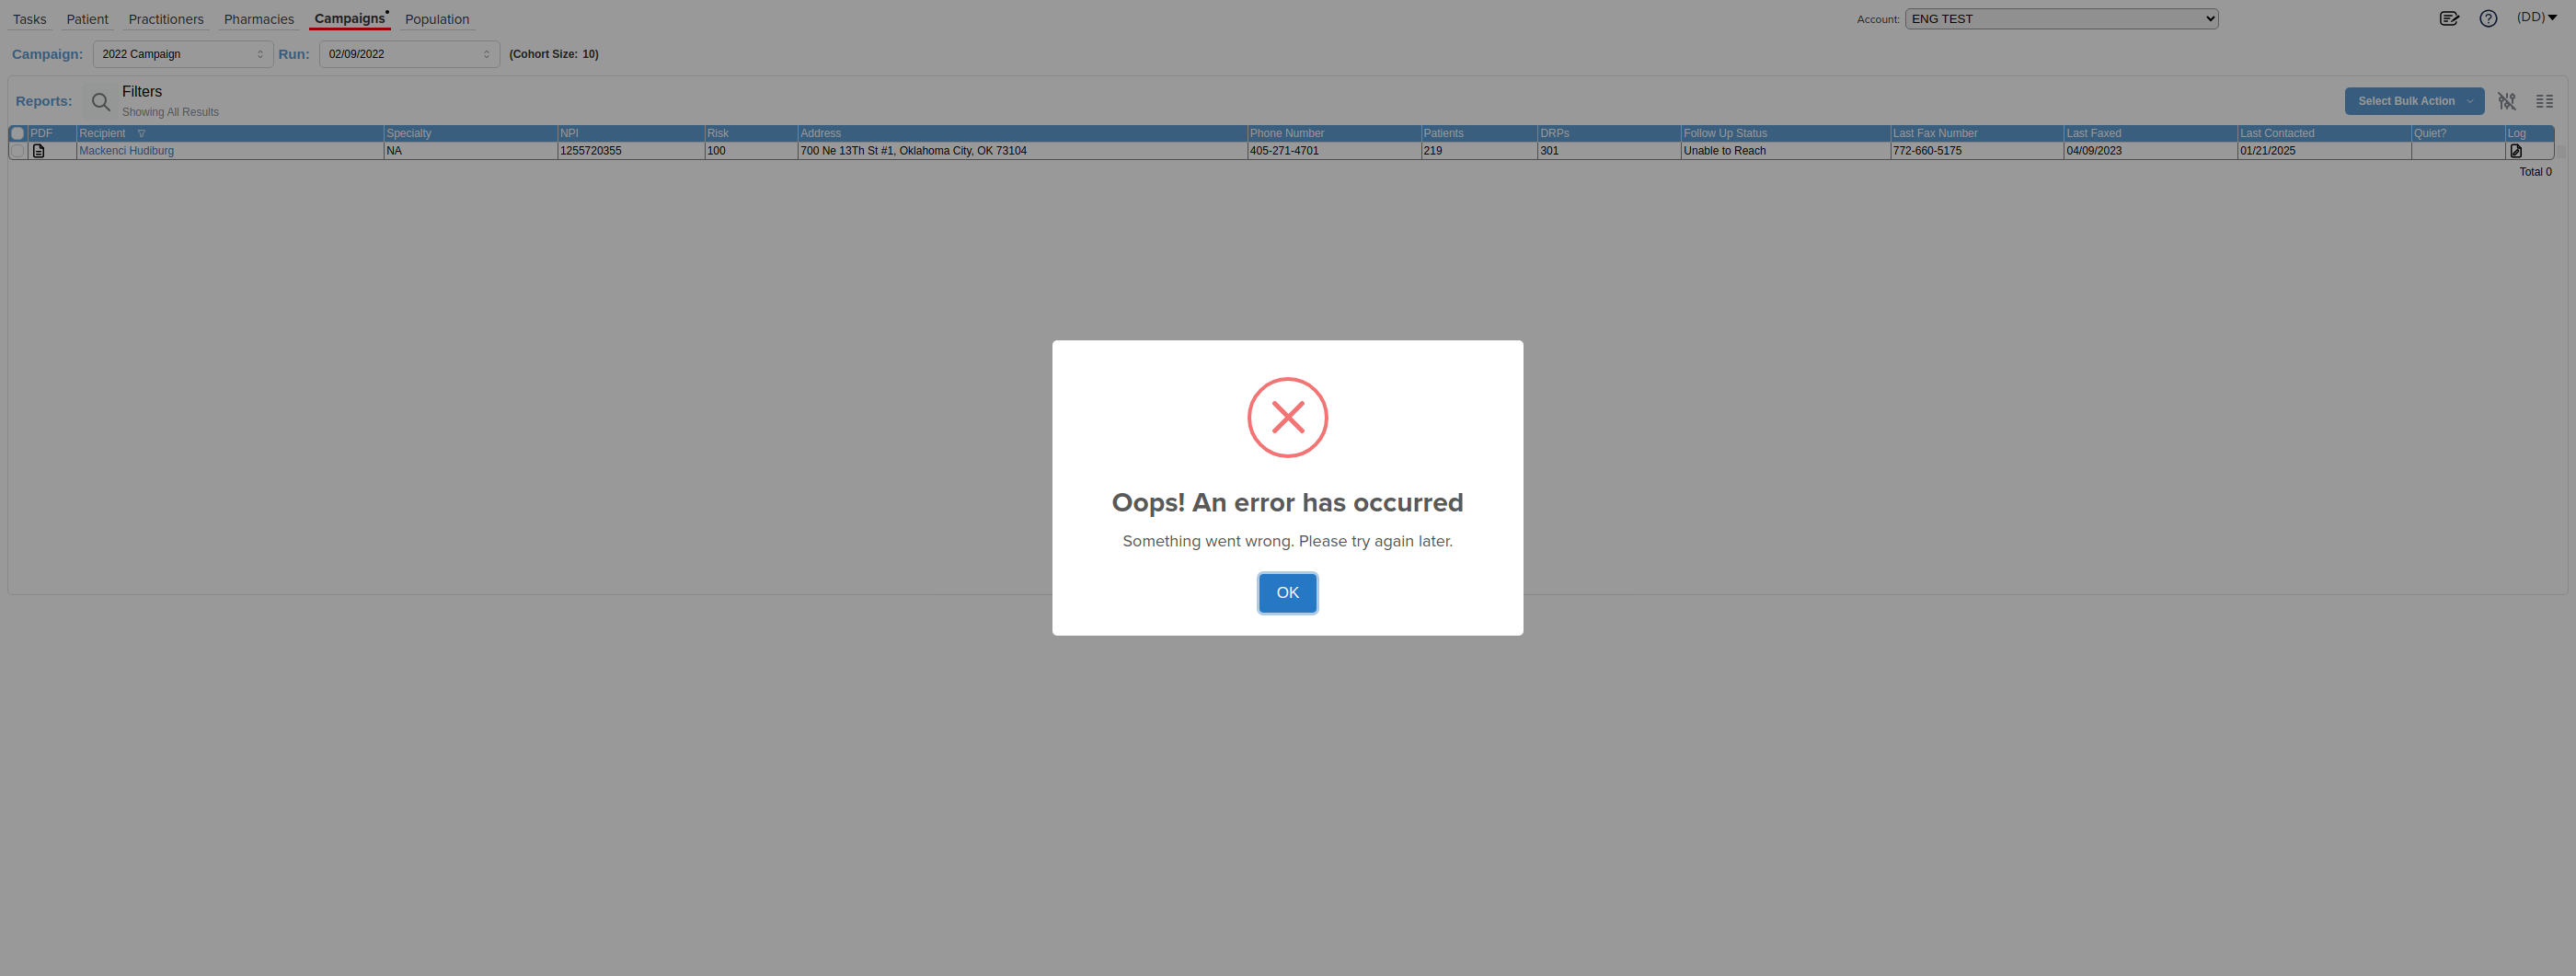 Tasks Patient Practitioners Pharmacies Campaigns Population Account: ENG TEST (DD)
Campaign: 2022 Campaign Run: 02/09/2022 (Cohort Size: 10)
Reports: Filters
Showing All Results
Select Bulk Action
PDF Recipient Specialty NPI Risk Address Phone Number Patients DRPs Follow Up Status Last Fax Number Last Faxed Last Contacted Quiet? Log
Mackenci Hudiburg NA 1255720355 100 700 Ne 13Th St #1, Oklahoma City, OK 73104 405-271-4701 219 301 Unable to Reach 772-660-5175 04/09/2023 01/21/2025
Total 0
Oops! An error has occurred
Something went wrong. Please try again later.
OK